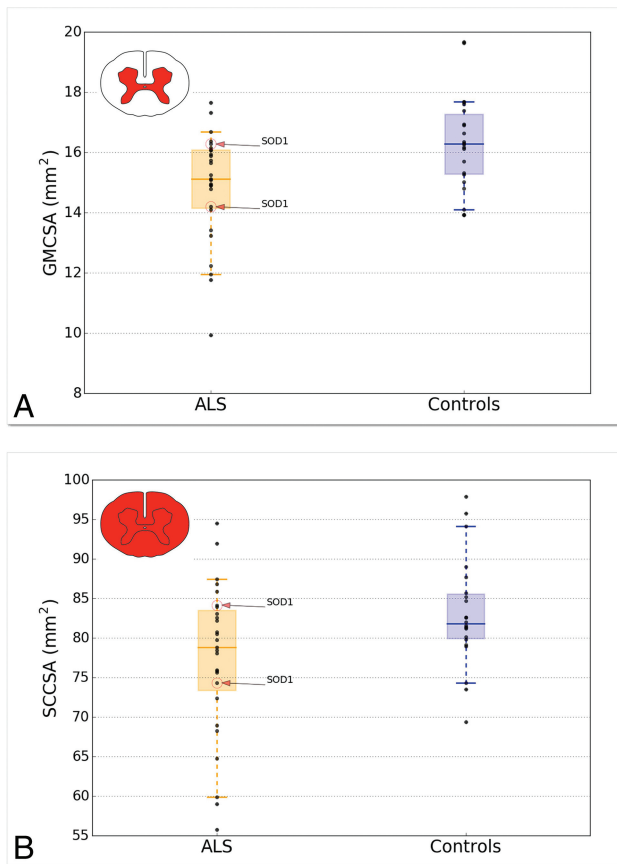 20
18
16
14
12
10
8
GMCSA (mm²)
SOD1
SOD1
ALS
Controls
A
100
95
90
85
80
75
70
65
60
55
SCCSA (mm²)
SOD1
SOD1
ALS
Controls
B